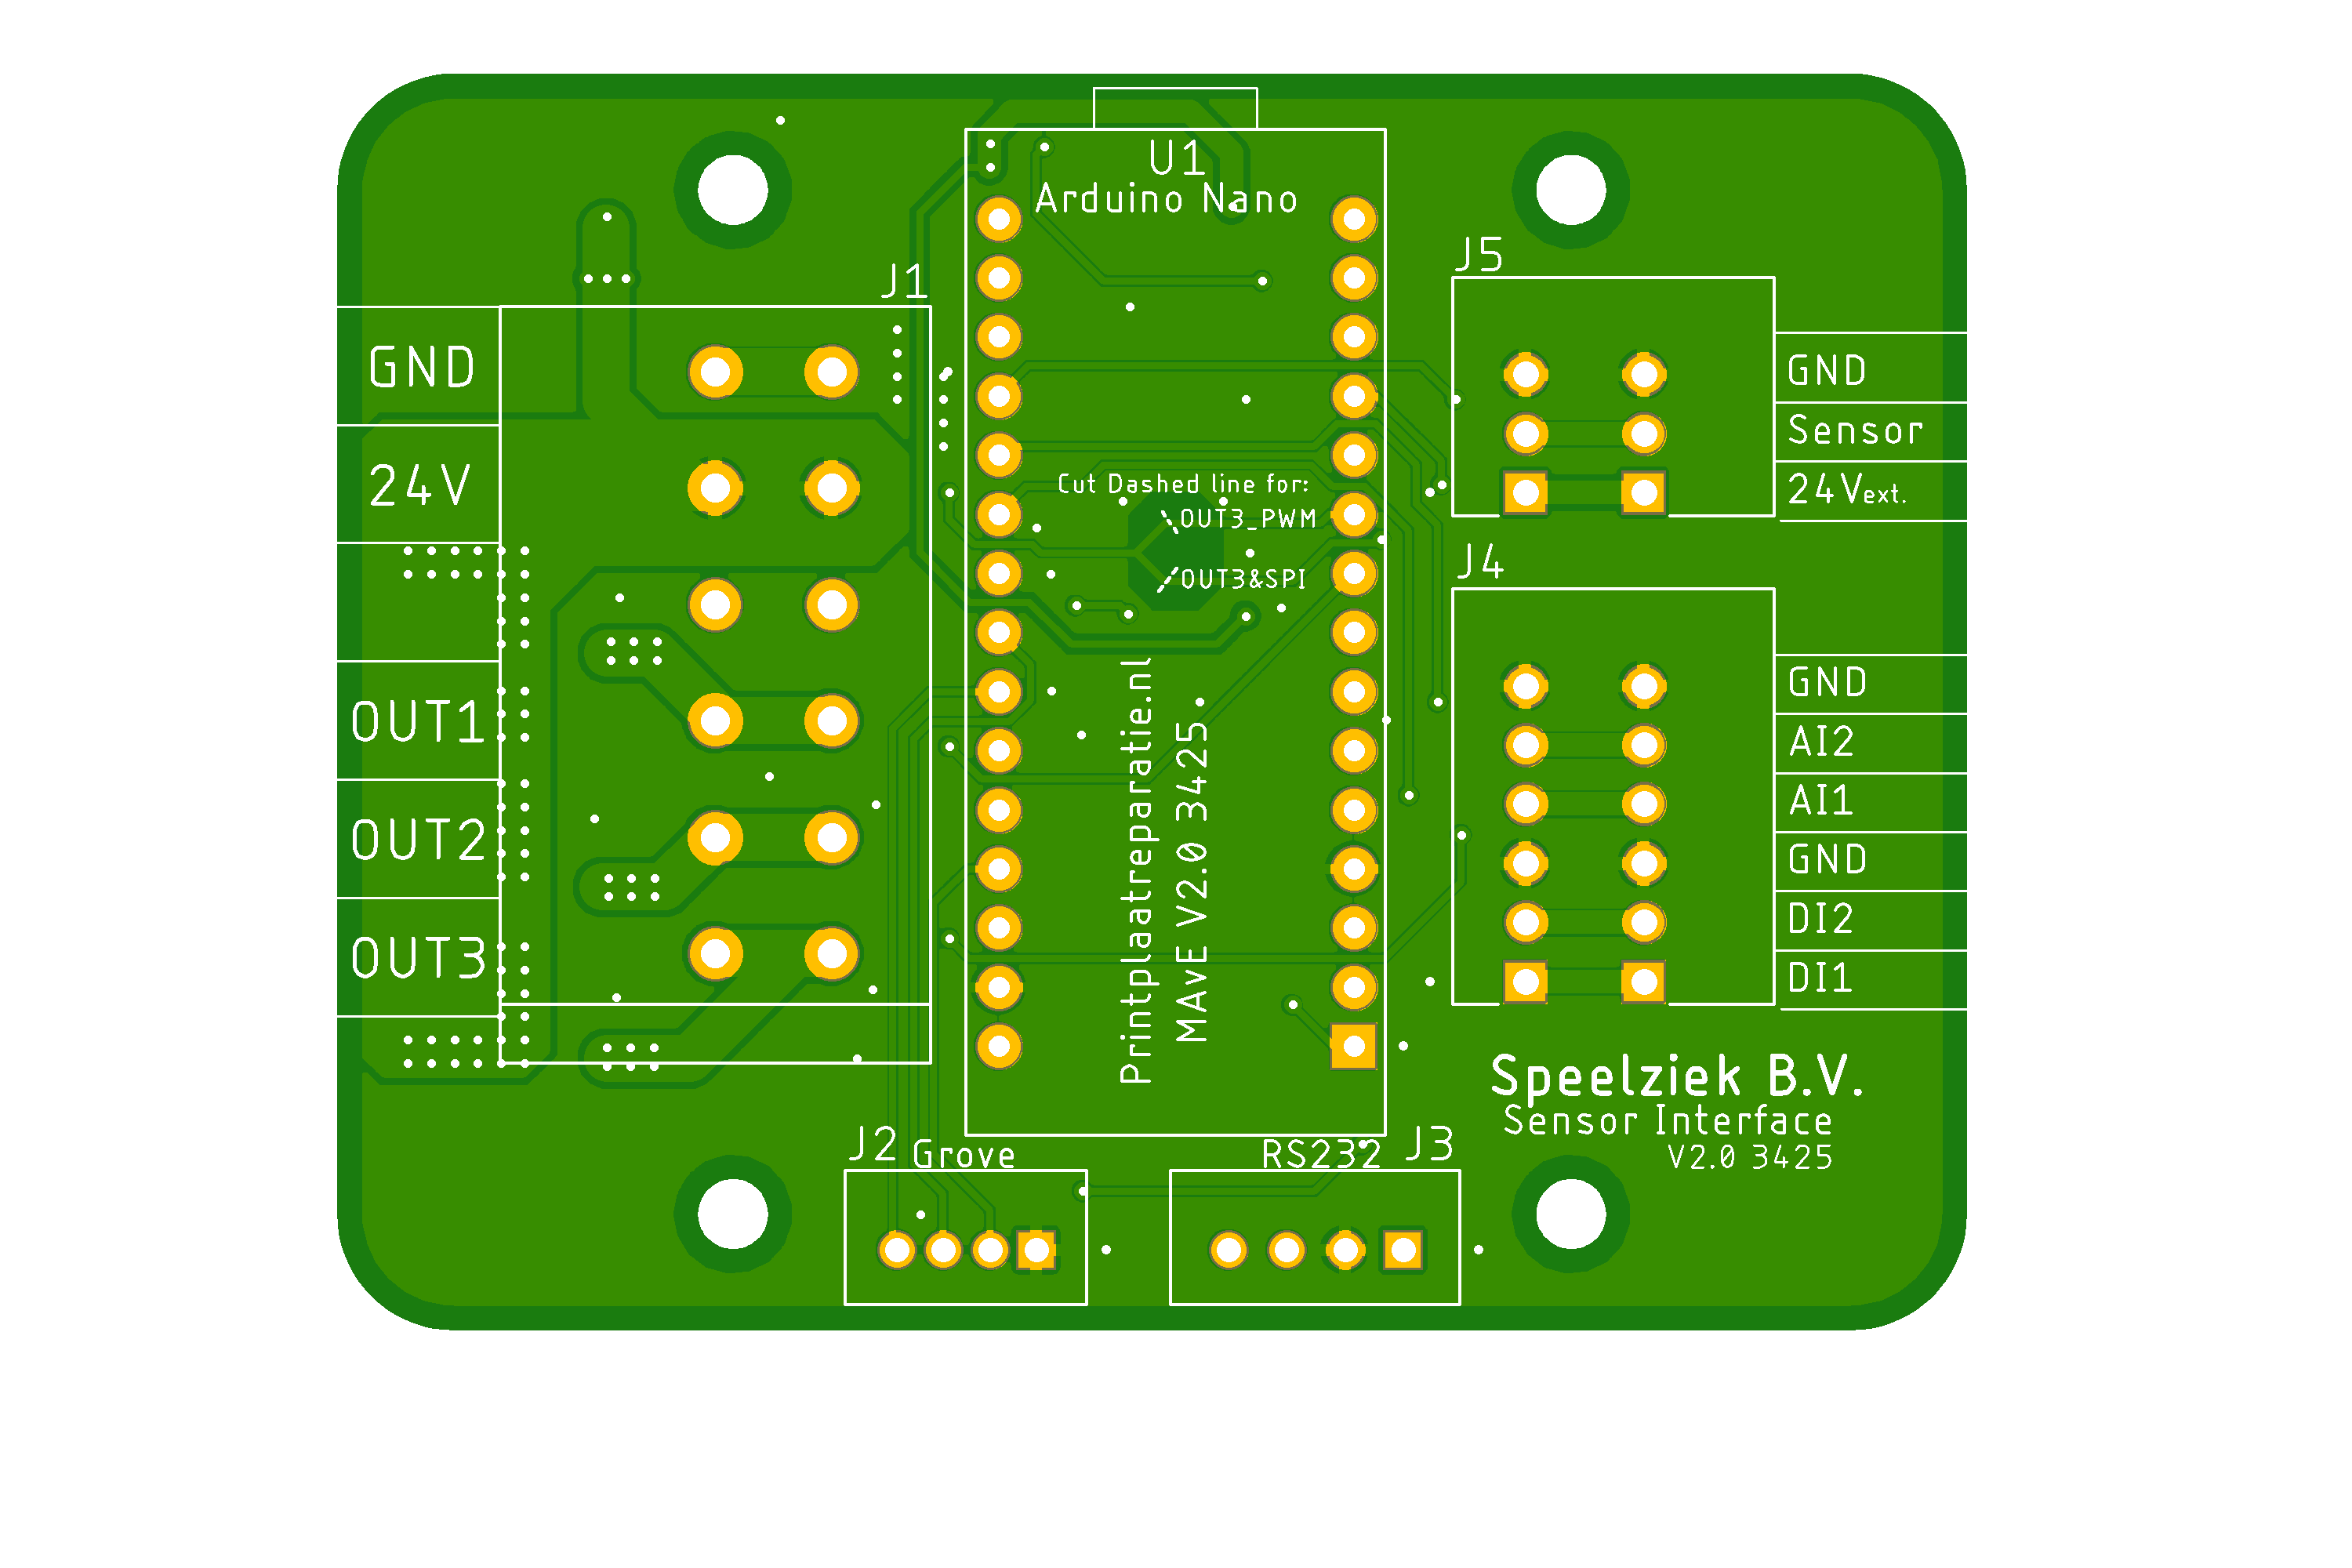 U1
Arduino Nano
J1
GND
24V
OUT1
OUT2
OUT3
Cut Dashed line for:
OUT3_PWM
OUT3&SPI
Printplaatreparatie.nl
MAvE V2.0 3425
J5
GND
Sensor
24Vext.
J4
GND
AI2
AI1
GND
DI2
DI1
Speelziek B.V.
Sensor Interface
V2.0 3425
J2 Grove
RS232 J3